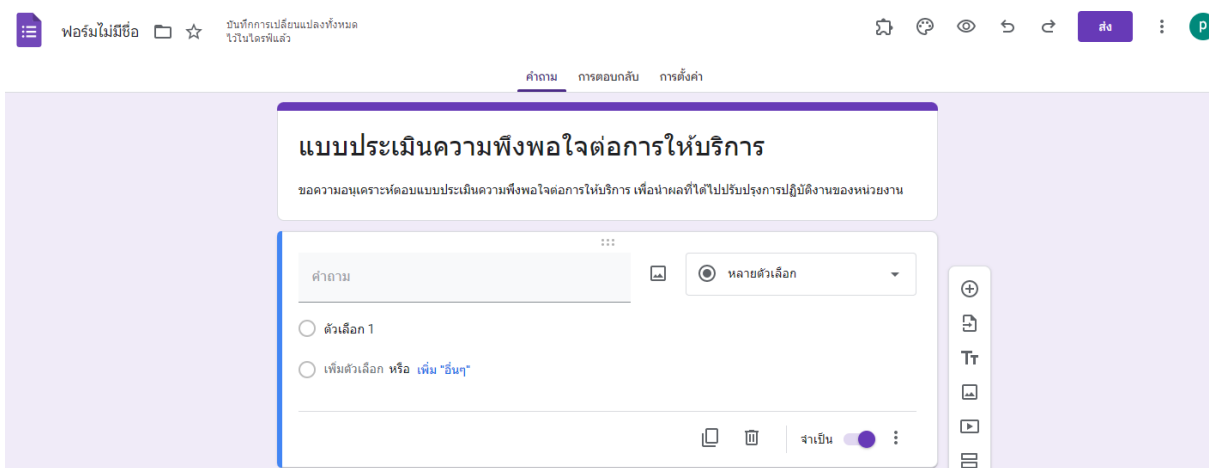 ฟอร์มไม่มีชื่อ
บันทึกการเปลี่ยนแปลงทั้งหมด
ไว้ในไดรฟ์แล้ว
ส่ง
p
คำถาม การตอบกลับ การตั้งค่า
แบบประเมินความพึงพอใจต่อการให้บริการ
ขอความอนุเคราะห์ตอบแบบประเมินความพึงพอใจต่อการให้บริการ เพื่อนำผลที่ได้ไปปรับปรุงการปฏิบัติงานของหน่วยงาน
คำถาม
หลายตัวเลือก
ตัวเลือก 1
เพิ่มตัวเลือก หรือ เพิ่ม "อื่นๆ"
Tт
จำเป็น